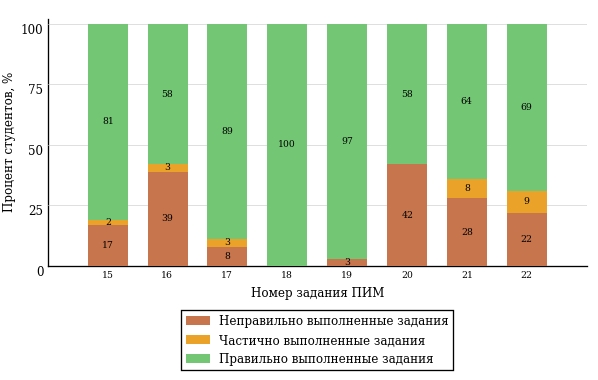 Процент студентов, %
100
75
50
25
0
81 58 89 100 97 58 64 69
2 3 3 8 9
17 39 8 3 42 28 22
15 16 17 18 19 20 21 22
Номер задания ПИМ
Неправильно выполненные задания
Частично выполненные задания
Правильно выполненные задания